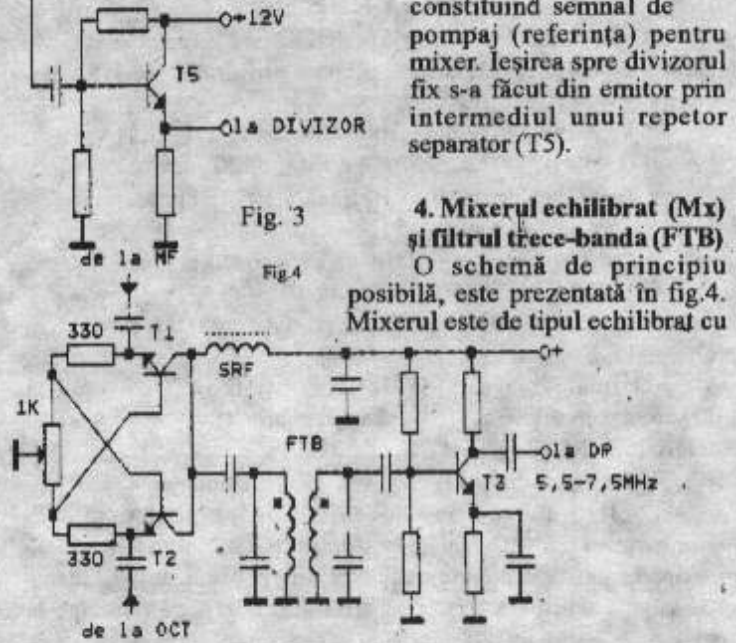 constituind semnal de
pompaj (referința) pentru
mixer. Ieșirea spre divizorul
fix s-a făcut din emitor prin
intermediul unui repetor
separator (T5).
+12V
T5
la DIVIZOR
Fig. 3
4. Mixerul echilibrat (Mx)
și filtrul trece-banda (FTB)
O schemă de principiu
posibilă, este prezentată în fig.4.
Mixerul este de tipul echilibrat cu
de la MF
Fig.4
330
T1
SRF
+
1K
FTB
la DP
T3
5,5-7,5MHz
330
T2
de la OCT